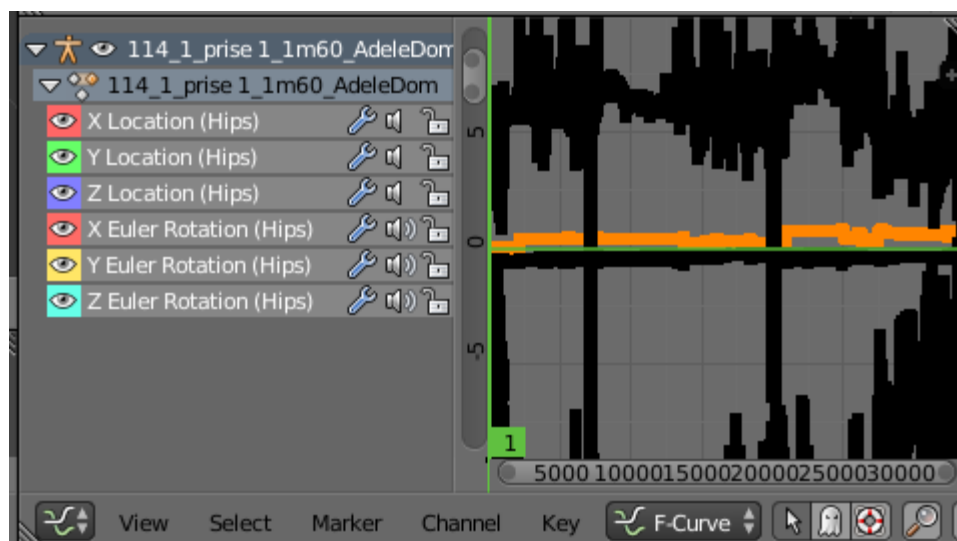 114_1_prise 1_1m60_AdeleDom
114_1_prise 1_1m60_AdeleDom
X Location (Hips)
Y Location (Hips)
Z Location (Hips)
X Euler Rotation (Hips)
Y Euler Rotation (Hips)
Z Euler Rotation (Hips)
5
0
-5
1
5000 10000 15000 20000 25000 30000
View Select Marker Channel Key F-Curve